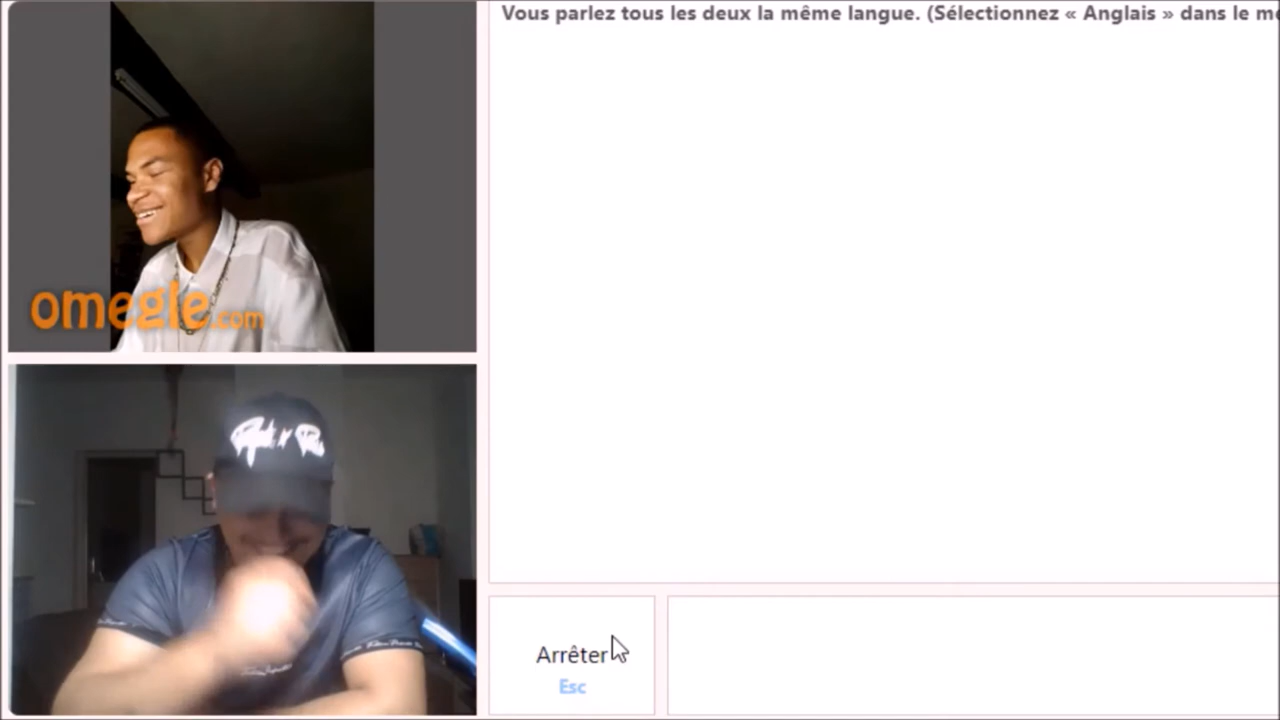 Vous parlez tous les deux la même langue. (Sélectionnez « Anglais » dans le
omegle.com
Arrêter
Esc